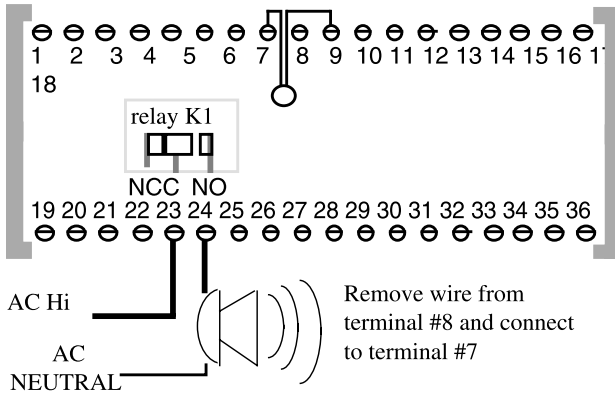 1 2 3 4 5 6 7 8 9 10 11 12 13 14 15 16 17
18
relay K1
NCC NO
19 20 21 22 23 24 25 26 27 28 29 30 31 32 33 34 35 36
AC Hi
AC
NEUTRAL
Remove wire from
terminal #8 and connect
to terminal #7